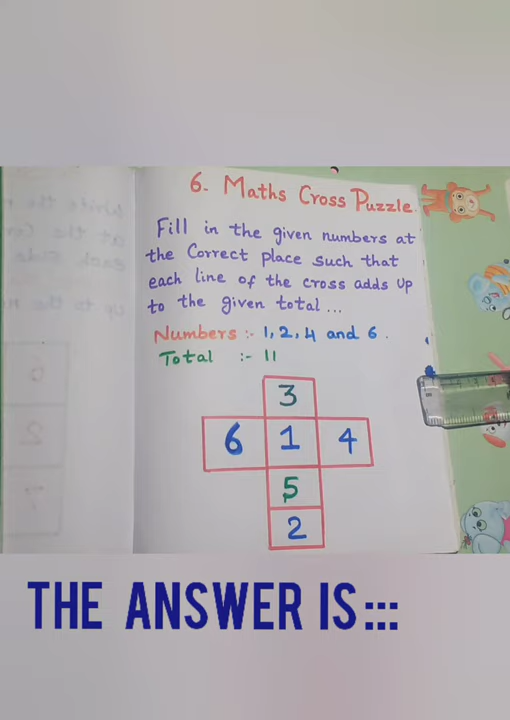 6. Maths Cross Puzzle
Fill in the given numbers at
the Correct place such that
each line of the cross adds up
to the given total ...
Numbers :- 1, 2, 4 and 6.
Total :- 11
3
6 1 4
5
2
THE ANSWER IS :::